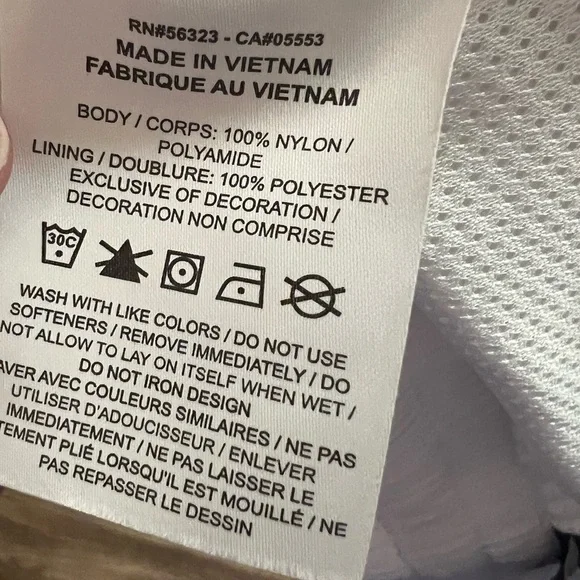 RN#56323 - CA#05553
MADE IN VIETNAM
FABRIQUE AU VIETNAM
BODY / CORPS: 100% NYLON /
POLYAMIDE
LINING / DOUBLURE: 100% POLYESTER
EXCLUSIVE OF DECORATION /
DECORATION NON COMPRISE
30C
WASH WITH LIKE COLORS / DO NOT USE
SOFTENERS / REMOVE IMMEDIATELY / DO
NOT ALLOW TO LAY ON ITSELF WHEN WET /
DO NOT IRON DESIGN
AVER AVEC COULEURS SIMILAIRES / NE PAS
UTILISER D'ADOUCISSEUR / ENLEVER
IMMEDIATEMENT / NE PAS LAISSER LE
TEMENT PLIÉ LORSQU'IL EST MOUILLÉ / NE
PAS REPASSER LE DESSIN